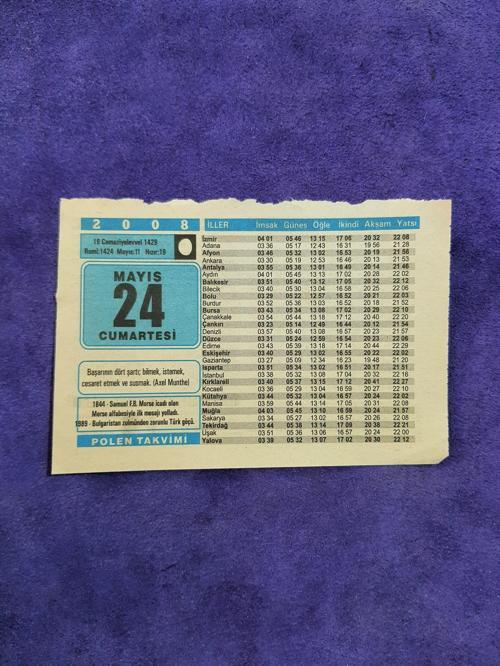 2 0 0 8
19 Cemaziyelevvel 1429
Rumi:1424 Mayıs:11 Hızır:19
MAYIS
24
CUMARTESİ
Başarının dört şartı; bilmek, istemek,
cesaret etmek ve susmak. (Axel Munthe)
1844 - Samuel F.B. Morse icadı olan
Morse alfabesiyle ilk mesajı yolladı.
1989 - Bulgaristan zulmünden zorunlu Türk göçü.
POLEN TAKVİMİ
İLLER İmsak Güneş Öğle İkindi Akşam Yatsı
İzmir 04 01 05 46 13 15 17 06 20 32 22 08
Adana 03 36 05 17 12 43 16 31 19 56 21 28
Afyon 03 46 05 32 13 02 16 53 20 19 21 56
Ankara 03 30 05 19 12 53 16 46 20 13 21 53
Antalya 03 55 05 36 13 01 16 49 20 14 21 46
Aydın 04 01 05 45 13 13 17 02 20 28 22 02
Balıkesir 03 51 05 40 13 12 17 05 20 32 22 12
Bilecik 03 40 05 30 13 04 16 58 20 25 22 06
Bolu 03 29 05 22 12 57 16 52 20 21 22 03
Burdur 03 52 05 36 13 03 16 52 20 18 21 52
Bursa 03 43 05 34 13 08 17 02 20 29 22 10
Çanakkale 03 54 05 44 13 18 17 12 20 40 22 20
Çankırı 03 23 05 14 12 49 16 44 20 12 21 54
Denizli 03 57 05 40 13 08 16 57 20 23 21 57
Düzce 03 31 05 24 12 59 16 54 20 23 22 06
Edirne 03 43 05 39 13 18 17 14 20 44 22 29
Eskişehir 03 40 05 29 13 02 16 55 20 22 22 02
Gaziantep 03 27 05 09 12 34 16 23 19 48 21 20
Isparta 03 51 05 34 13 02 16 51 20 17 21 51
İstanbul 03 38 05 32 13 08 17 04 20 32 22 16
Kırklareli 03 40 05 37 13 15 17 12 20 41 22 27
Kocaeli 03 36 05 29 13 04 16 59 20 27 22 10
Kütahya 03 44 05 32 13 04 16 57 20 24 22 02
Manisa 03 59 05 44 13 14 17 05 20 31 22 08
Muğla 04 03 05 45 13 10 16 59 20 24 21 57
Sakarya 03 34 05 27 13 02 16 57 20 26 22 08
Tekirdağ 03 44 05 38 13 14 17 09 20 38 22 21
Uşak 03 51 05 36 13 06 16 57 20 24 22 00
Yalova 03 39 05 32 13 07 17 02 20 30 22 12